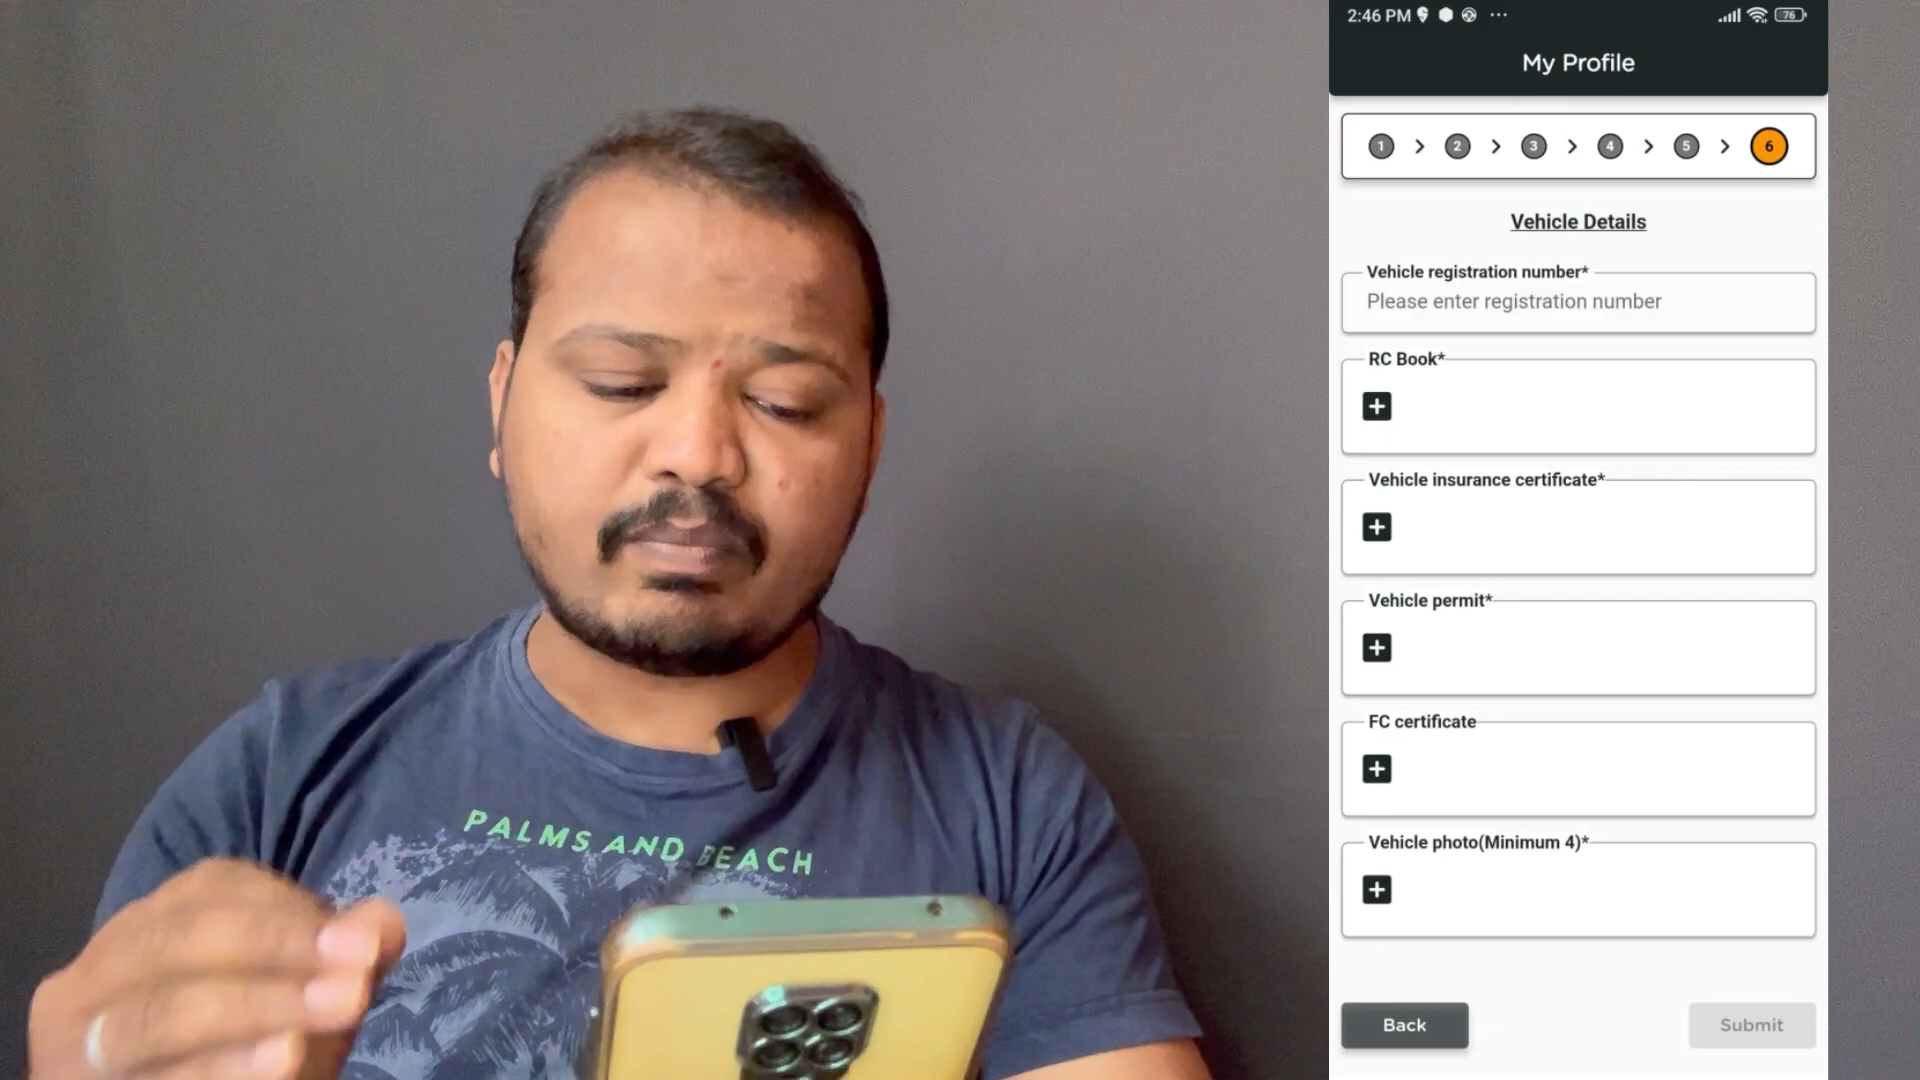 2:46 PM
76
My Profile
1 2 3 4 5 6
Vehicle Details
Vehicle registration number*
Please enter registration number
RC Book*
Vehicle insurance certificate*
Vehicle permit*
FC certificate
Vehicle photo(Minimum 4)*
Back
Submit
PALMS AND BEACH